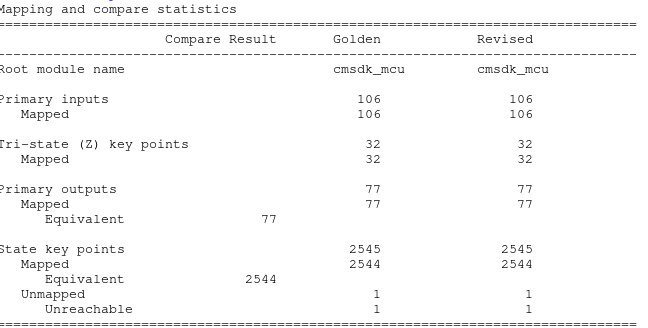 Mapping and compare statistics
================================================================================
Compare Result Golden Revised
--------------------------------------------------------------------------------
Root module name cmsdk_mcu cmsdk_mcu
Primary inputs 106 106
Mapped 106 106
Tri-state (Z) key points 32 32
Mapped 32 32
Primary outputs 77 77
Mapped 77 77
Equivalent 77
State key points 2545 2545
Mapped 2544 2544
Equivalent 2544
Unmapped 1 1
Unreachable 1 1
================================================================================